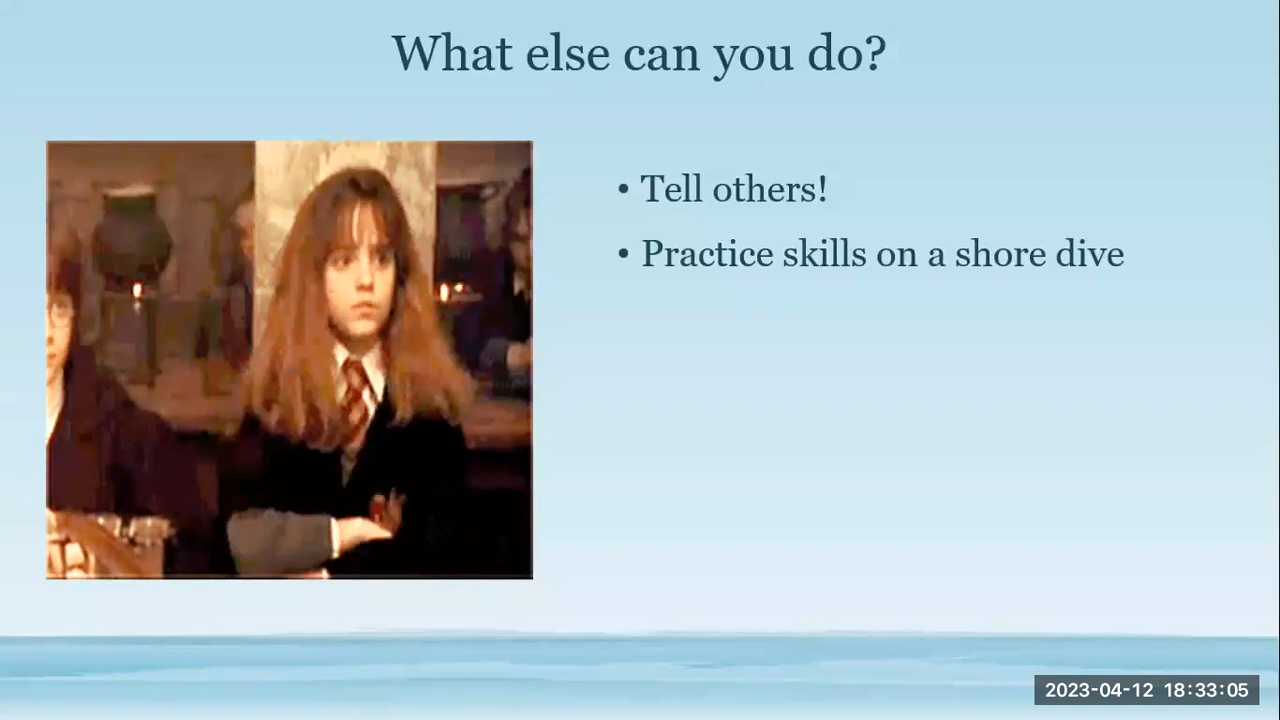 What else can you do?
• Tell others!
• Practice skills on a shore dive
2023-04-12 18:33:05